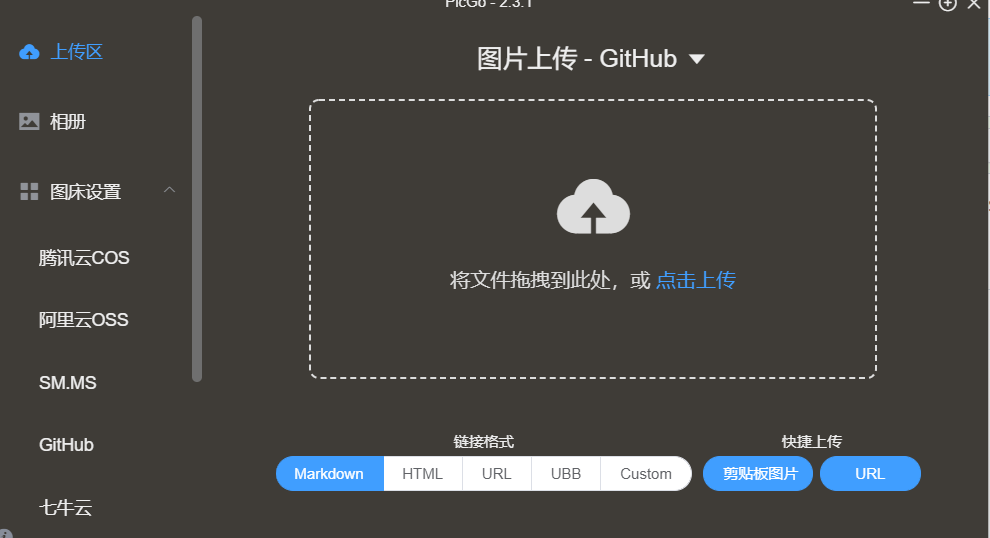 PicGo - 2.3.1
上传区
相册
图床设置
腾讯云COS
阿里云OSS
SM.MS
GitHub
七牛云
图片上传 - GitHub
将文件拖拽到此处，或 点击上传
链接格式
Markdown HTML URL UBB Custom
快捷上传
剪贴板图片 URL